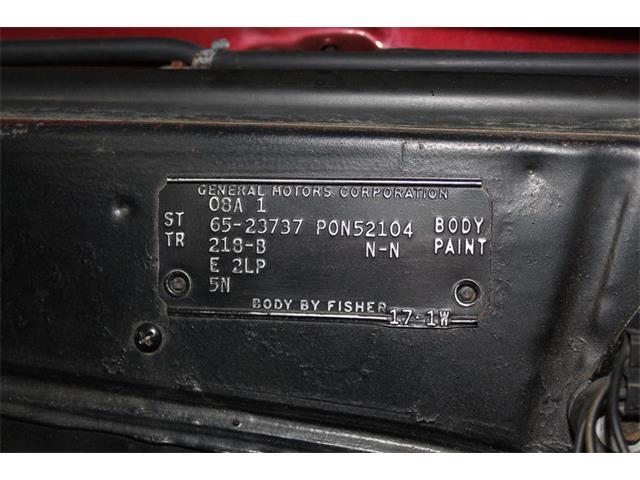 GENERAL MOTORS CORPORATION
08A 1
ST 65-23737 PON52104 BODY
TR 218-B N-N PAINT
E 2LP
5N
BODY BY FISHER
17-1W